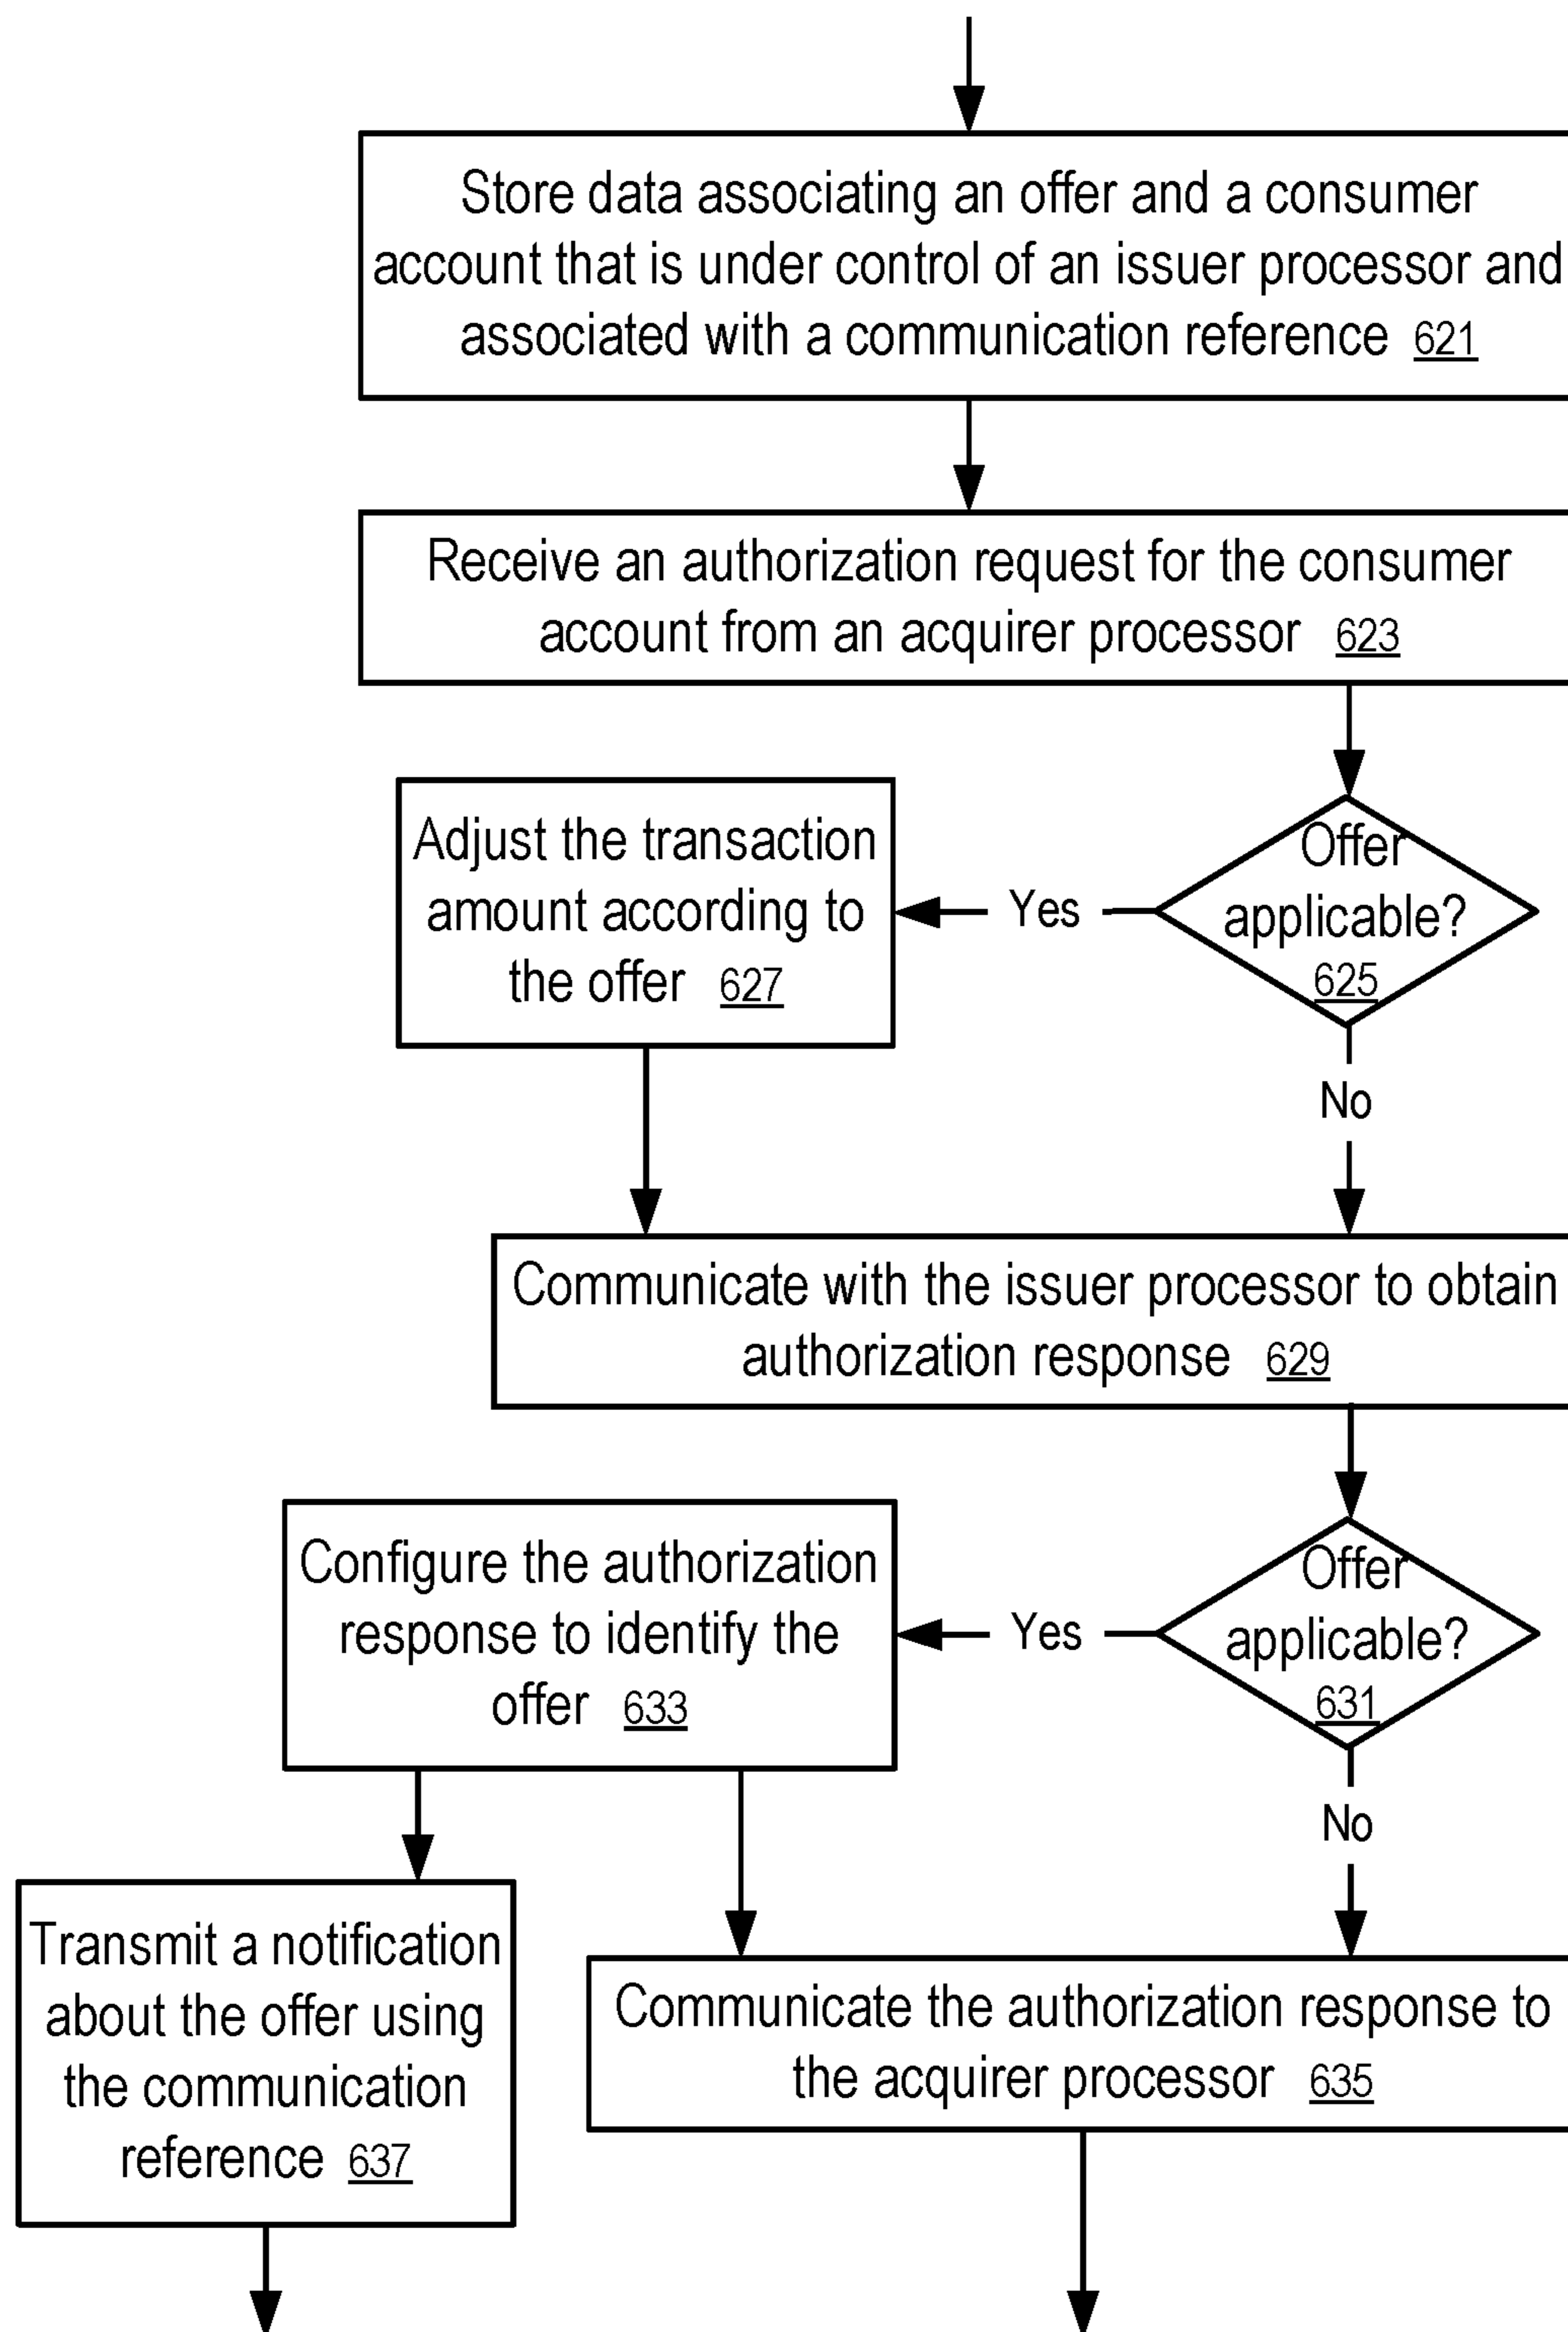 Store data associating an offer and a consumer
account that is under control of an issuer processor and
associated with a communication reference 621
Receive an authorization request for the consumer
account from an acquirer processor 623
Adjust the transaction
amount according to
the offer 627
Yes
Offer
applicable?
625
No
Communicate with the issuer processor to obtain
authorization response 629
Configure the authorization
response to identify the
offer 633
Yes
Offer
applicable?
631
No
Transmit a notification
about the offer using
the communication
reference 637
Communicate the authorization response to
the acquirer processor 635